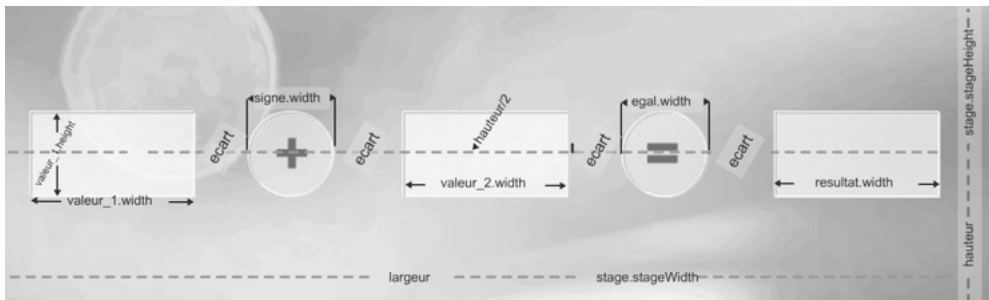 signe.width
egal.width
hauteur/2
valeur_1.height
ecart
ecart
ecart
ecart
valeur_1.width
valeur_2.width
resultat.width
largeur
stage.stageWidth
stage.stageHeight
hauteur